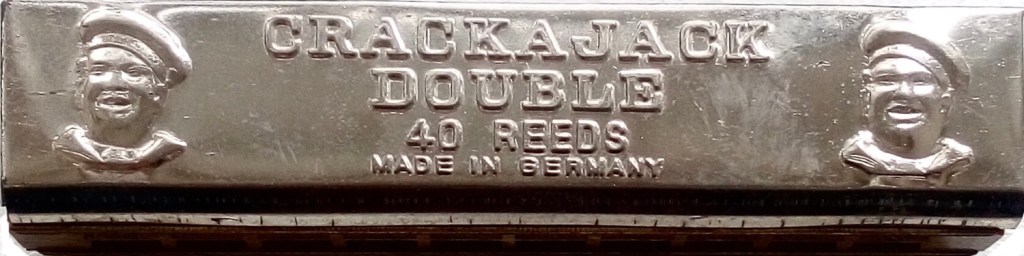 CRACKAJACK
DOUBLE
40 REEDS
MADE IN GERMANY